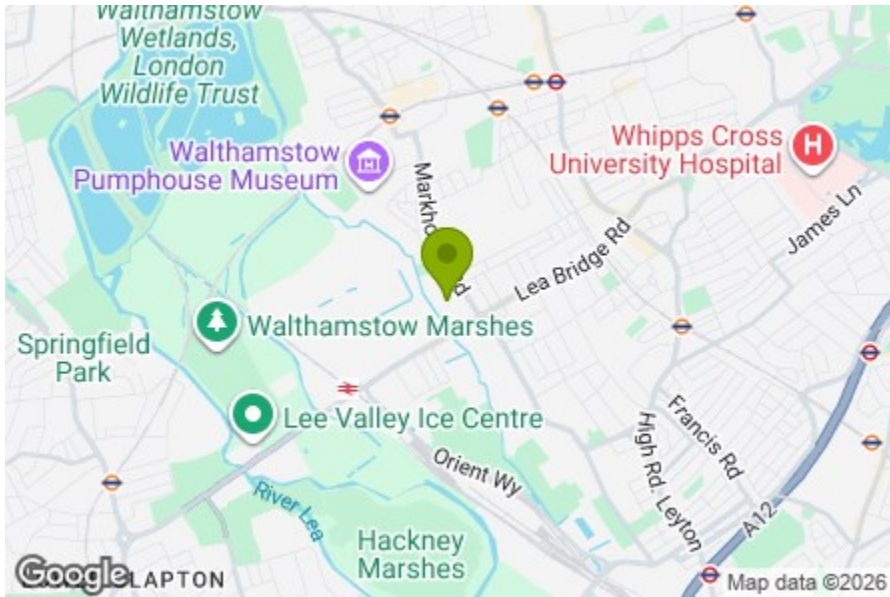 Walthamstow
Wetlands,
London
Wildlife Trust
Walthamstow
Pumphouse Museum
Whipps Cross
University Hospital
H
James Ln
Lea Bridge Rd
Walthamstow Marshes
Springfield
Park
Lee Valley Ice Centre
High Rd. Leyton
Francis Rd
Orient Wy
River Lea
A12
Hackney
Marshes
Google
CLAPTON
Map data ©2026